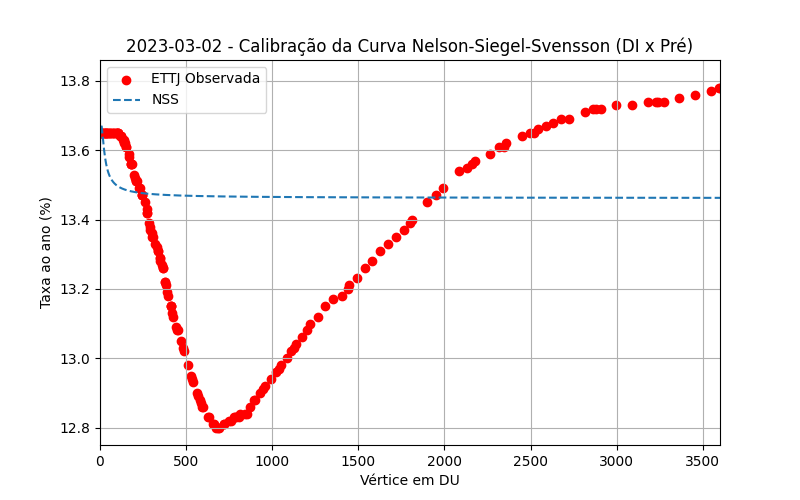 2023-03-02 - Calibração da Curva Nelson-Siegel-Svensson (DI x Pré)
ETTJ Observada
NSS
Taxa ao ano (%)
13.8
13.6
13.4
13.2
13.0
12.8
0 500 1000 1500 2000 2500 3000 3500
Vértice em DU